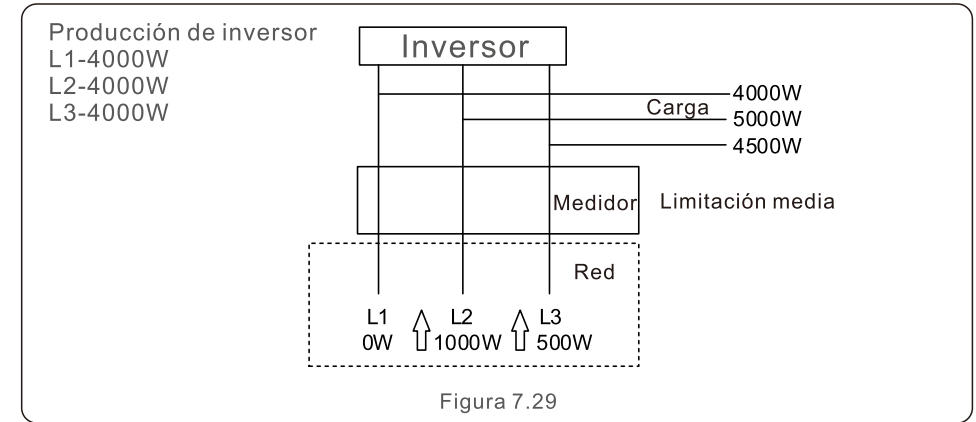 Producción de inversor
L1-4000W
L2-4000W
L3-4000W
Inversor
4000W
Carga
5000W
4500W
Medidor
Limitación media
Red
L1 L2 L3
0W 1000W 500W
Figura 7.29